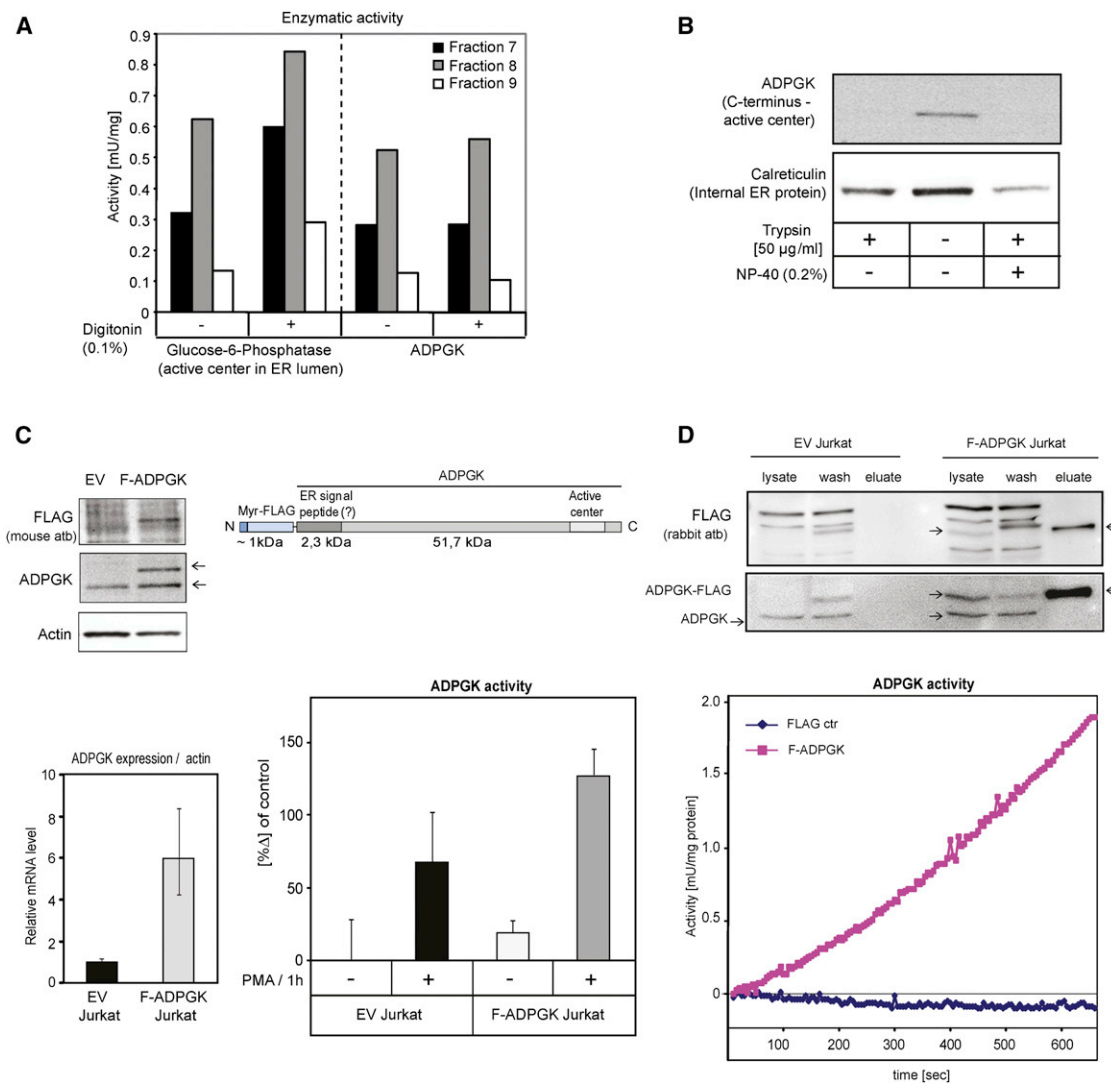 A
Enzymatic activity
Activity [mU/mg]
0.9
0.8
0.7
0.6
0.5
0.4
0.3
0.2
0.1
0
Fraction 7
Fraction 8
Fraction 9
Digitonin
(0.1%)
- + - +
Glucose-6-Phosphatase
(active center in ER lumen)
ADPGK
B
ADPGK
(C-terminus -
active center)
Calreticulin
(Internal ER protein)
Trypsin
[50 µg/ml]
+ - +
NP-40 (0.2%)
- - +
C
EV F-ADPGK
FLAG
(mouse atb)
ADPGK
Actin
ADPGK
ER signal
peptide(?)
Active
center
Myr-FLAG
N
C
~ 1kDa 2,3 kDa 51,7 kDa
ADPGK expression / actin
Relative mRNA level
10
8
6
4
2
0
EV
Jurkat
F-ADPGK
Jurkat
ADPGK activity
[%Δ] of control
150
100
50
0
PMA / 1h
- + - +
EV Jurkat
F-ADPGK Jurkat
D
EV Jurkat
F-ADPGK Jurkat
lysate wash eluate
lysate wash eluate
FLAG
(rabbit atb)
ADPGK-FLAG
ADPGK
ADPGK activity
Activity [mU/mg protein]
2.0
1.5
1.0
0.5
0
FLAG ctr
F-ADPGK
100 200 300 400 500 600
time [sec]